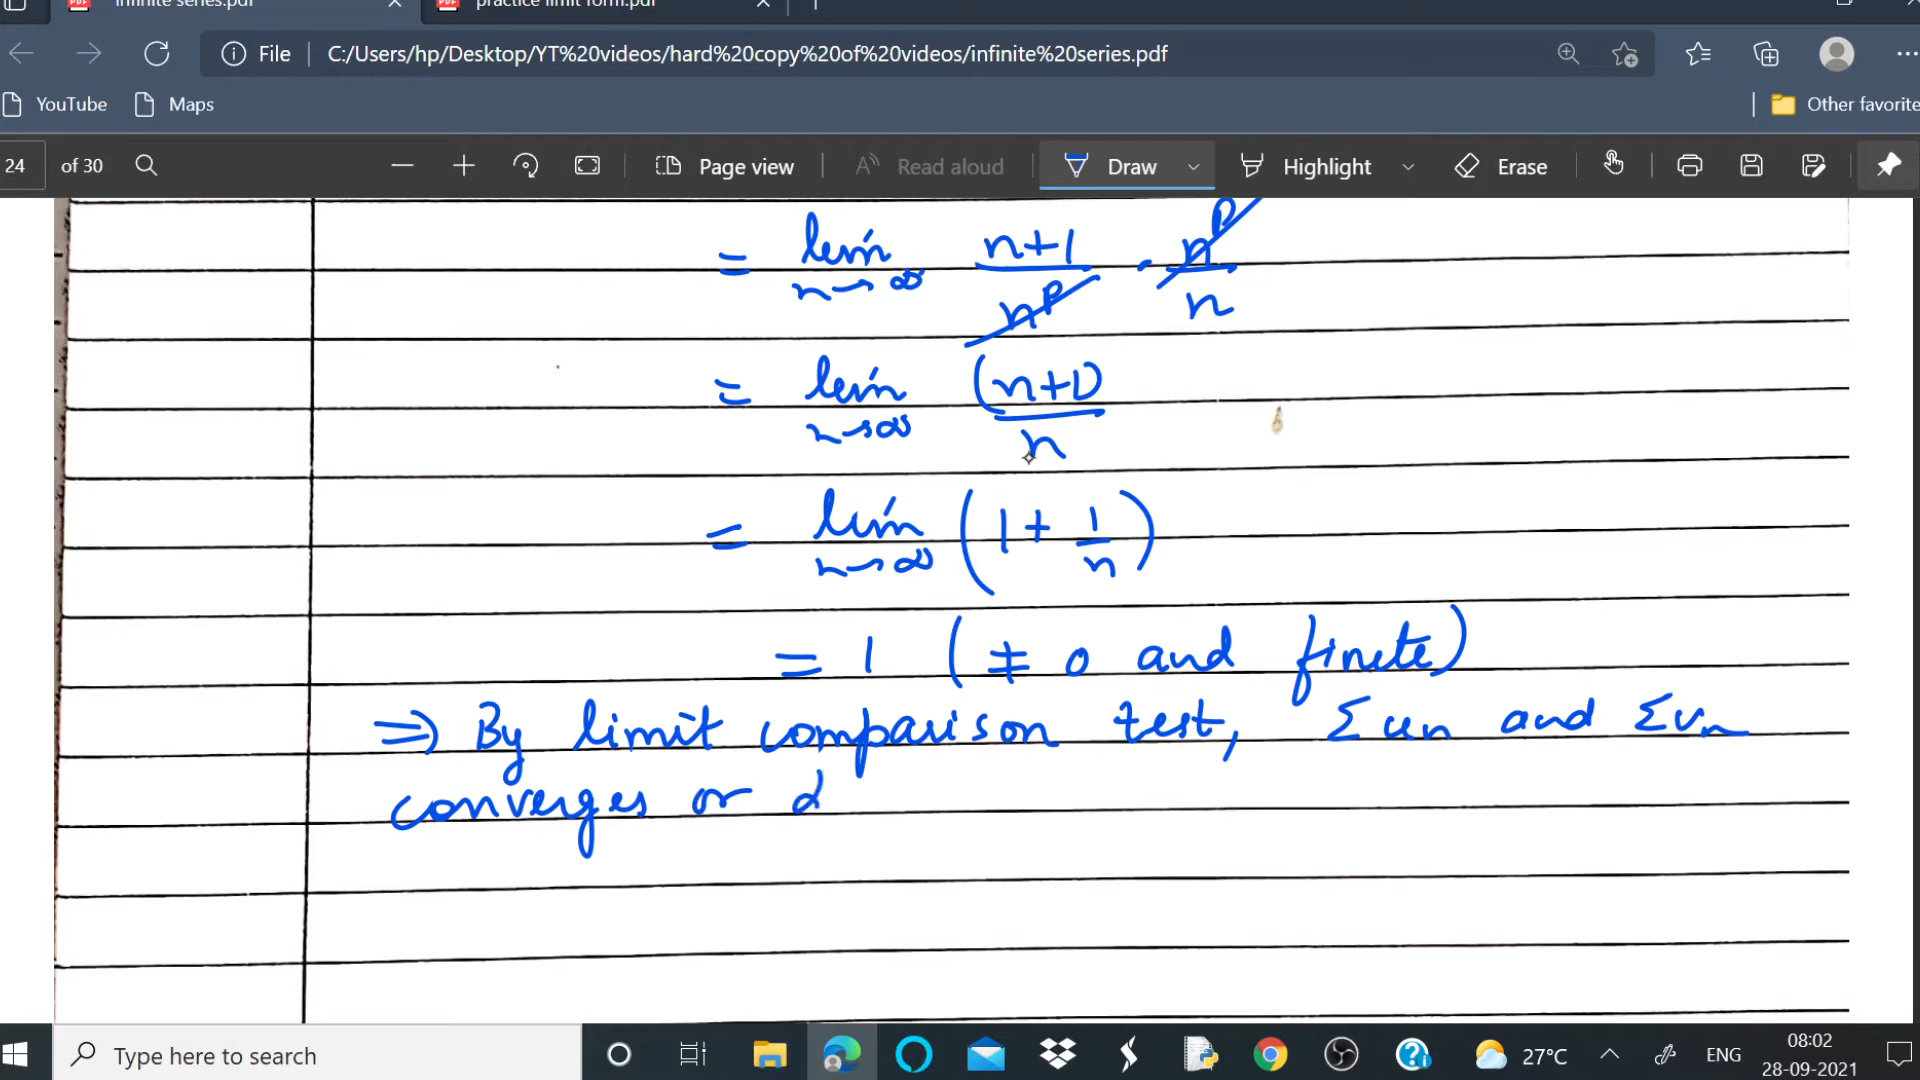 infinite series.pdf
practice limit form.pdf
File C:/Users/hp/Desktop/YT%20videos/hard%20copy%20of%20videos/infinite%20series.pdf
YouTube Maps Other favorite
24 of 30 Page view Read aloud Draw Highlight Erase
= lim n→∞ n+1/n^p · n^p/n
= lim n→∞ (n+1)/n
= lim n→∞ (1 + 1/n)
= 1 (≠ 0 and finite)
⇒ By limit comparison test, Σun and Σvn
converges or d
Type here to search 27°C ENG 08:02
28-09-2021